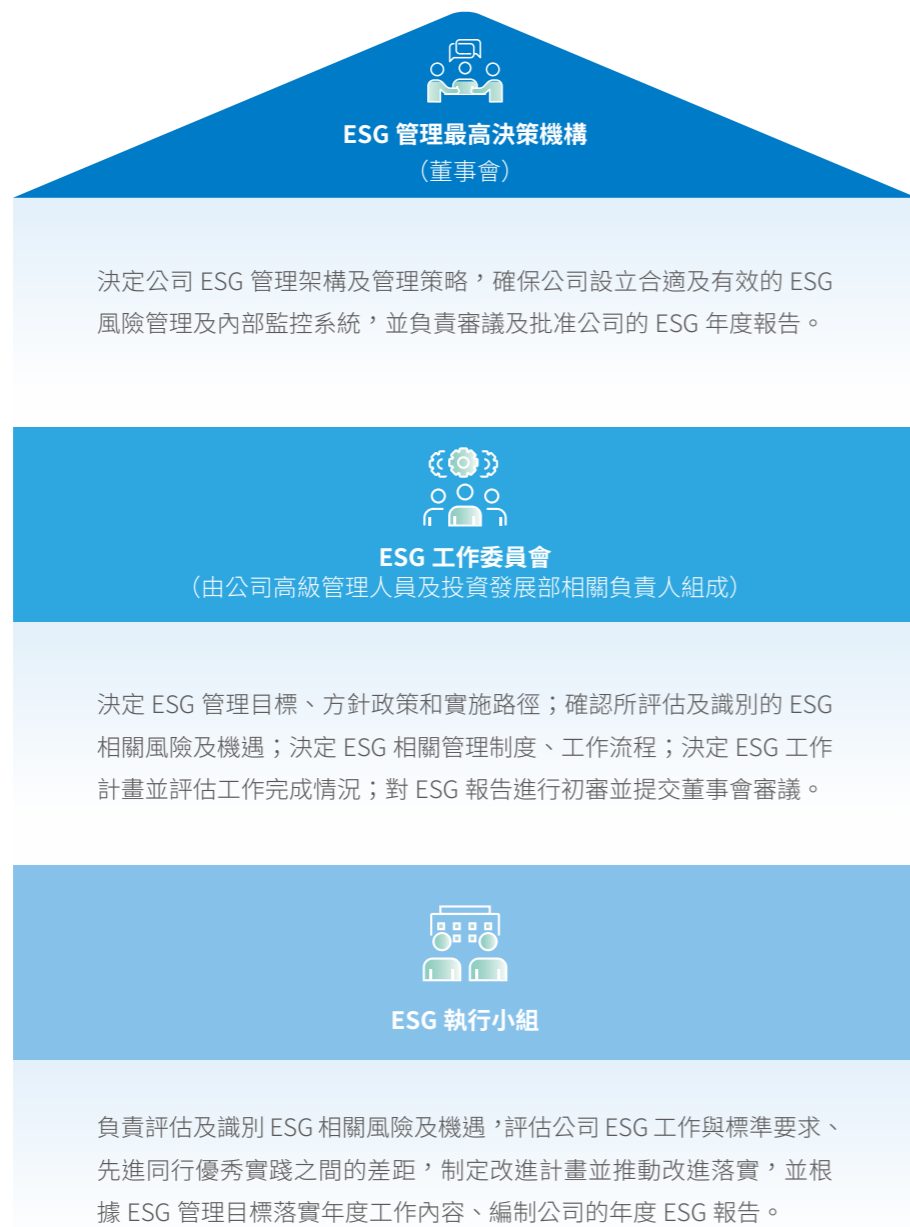 ESG 管理最高決策機構
（董事會）
決定公司 ESG 管理架構及管理策略，確保公司設立合適及有效的 ESG
風險管理及內部監控系統，並負責審議及批准公司的 ESG 年度報告。
ESG 工作委員會
（由公司高級管理人員及投資發展部相關負責人組成）
決定 ESG 管理目標、方針政策和實施路徑；確認所評估及識別的 ESG
相關風險及機遇；決定 ESG 相關管理制度、工作流程；決定 ESG 工作
計畫並評估工作完成情況；對 ESG 報告進行初審並提交董事會審議。
ESG 執行小組
負責評估及識別 ESG 相關風險及機遇，評估公司 ESG 工作與標準要求、
先進同行優秀實踐之間的差距，制定改進計畫並推動改進落實，並根
據 ESG 管理目標落實年度工作內容、編制公司的年度 ESG 報告。